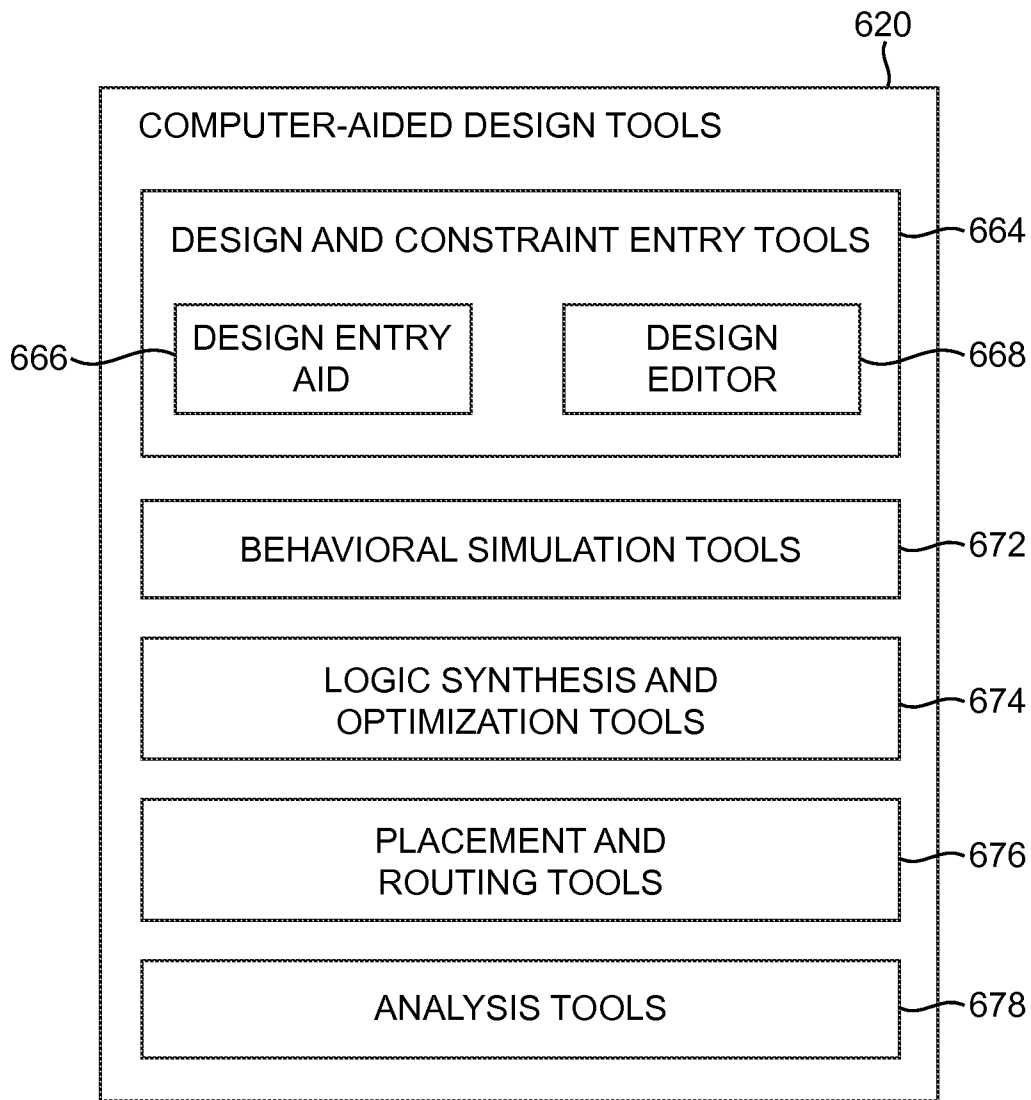 620
COMPUTER-AIDED DESIGN TOOLS
DESIGN AND CONSTRAINT ENTRY TOOLS
664
666
DESIGN ENTRY
AID
DESIGN
EDITOR
668
BEHAVIORAL SIMULATION TOOLS
672
LOGIC SYNTHESIS AND
OPTIMIZATION TOOLS
674
PLACEMENT AND
ROUTING TOOLS
676
ANALYSIS TOOLS
678